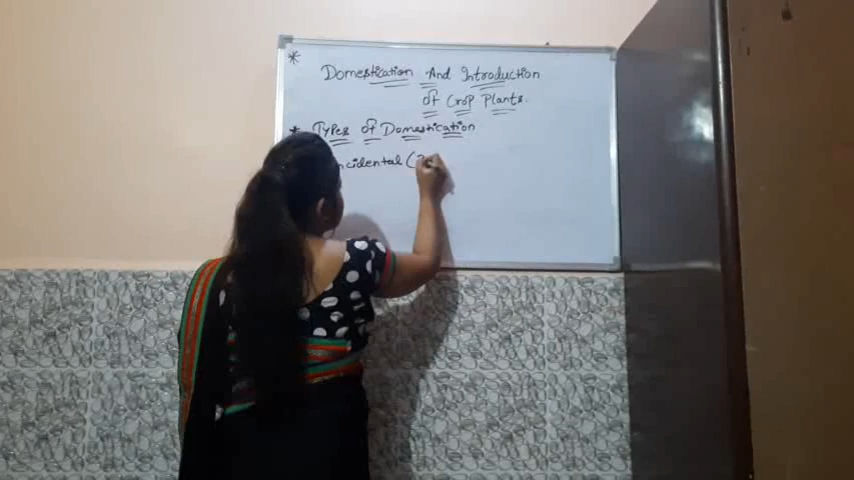 * Domestication And Introduction
of Crop Plants.
* Types of Domestication
ncidental (